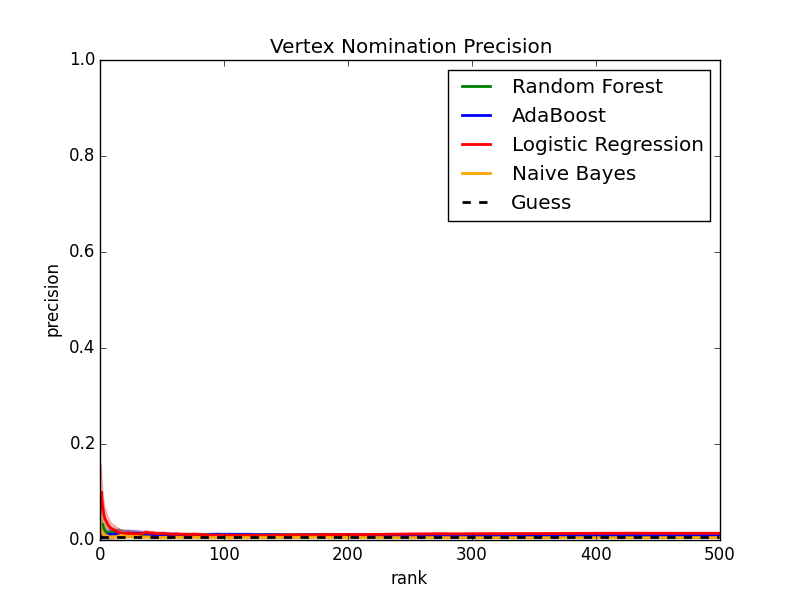 Vertex Nomination Precision
1.0
0.8
0.6
0.4
0.2
0.0
precision
Random Forest
AdaBoost
Logistic Regression
Naive Bayes
Guess
0 100 200 300 400 500
rank